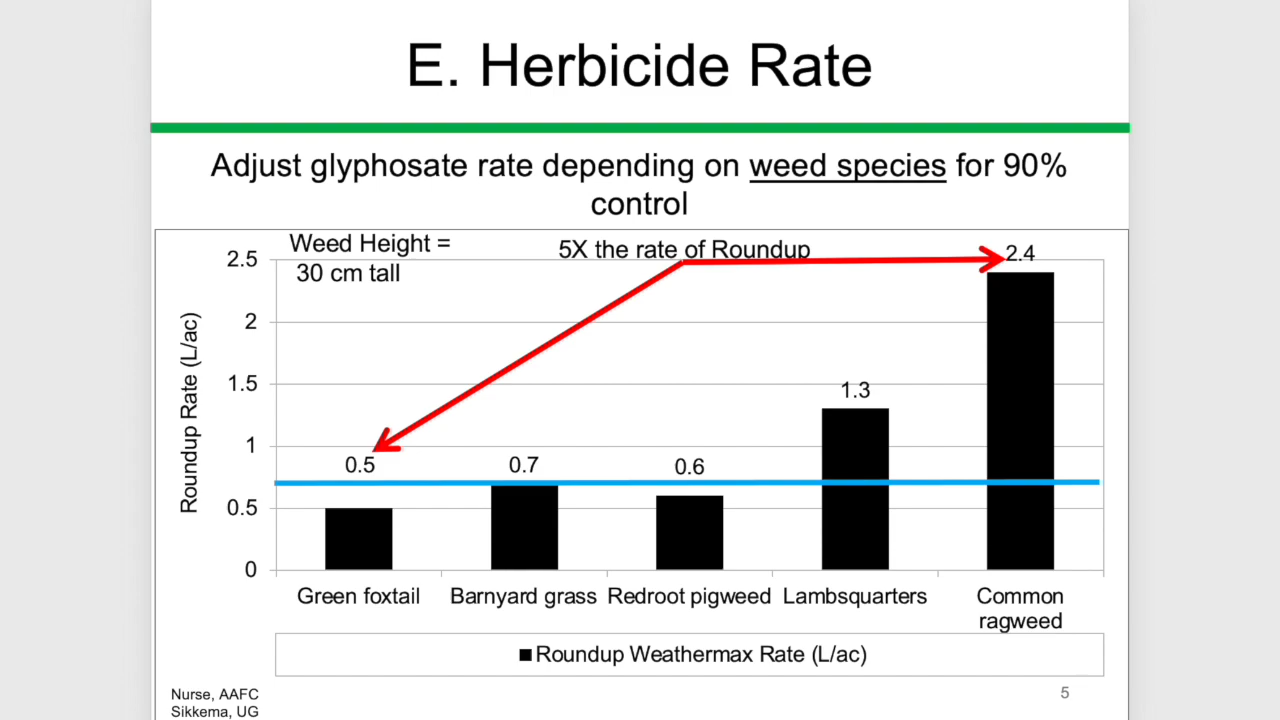 E. Herbicide Rate
Adjust glyphosate rate depending on weed species for 90%
control
Weed Height =
30 cm tall
5X the rate of Roundup
2.5
2
1.5
1
0.5
0
Roundup Rate (L/ac)
0.5
0.7
0.6
1.3
2.4
Green foxtail
Barnyard grass
Redroot pigweed
Lambsquarters
Common
ragweed
Roundup Weathermax Rate (L/ac)
Nurse, AAFC
Sikkema, UG
5